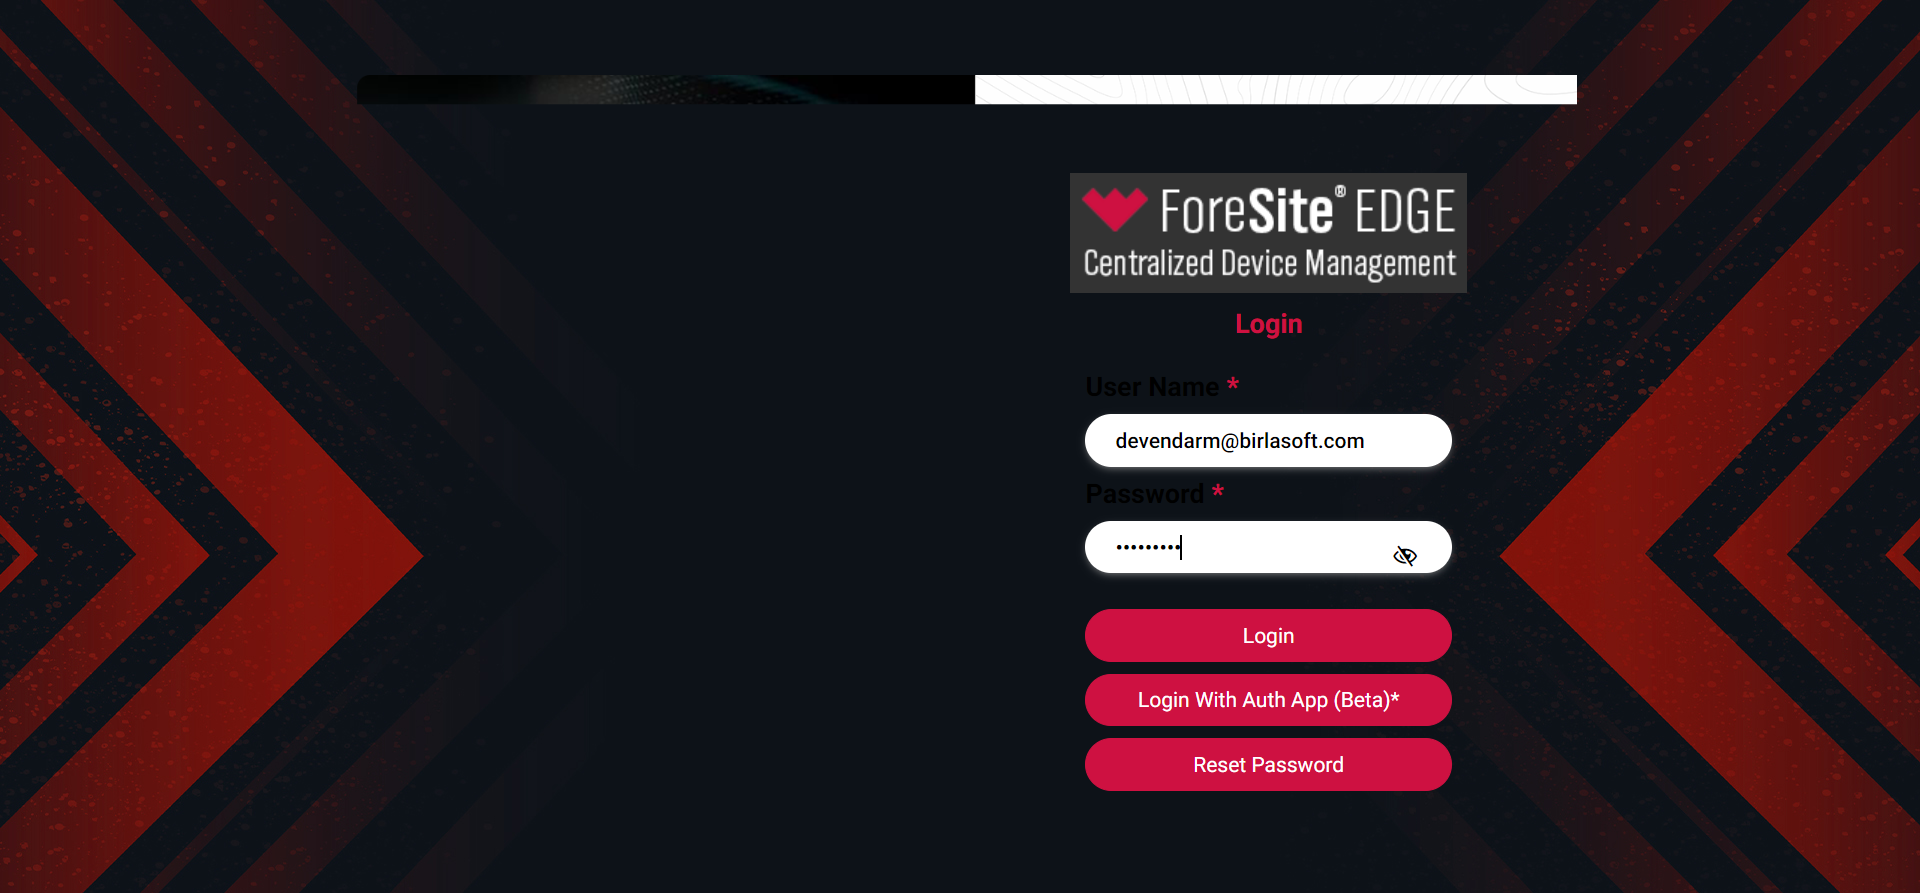 ForeSite® EDGE
Centralized Device Management
Login
User Name *
devendarm@birlasoft.com
Password *
•••••••••
Login
Login With Auth App (Beta)*
Reset Password